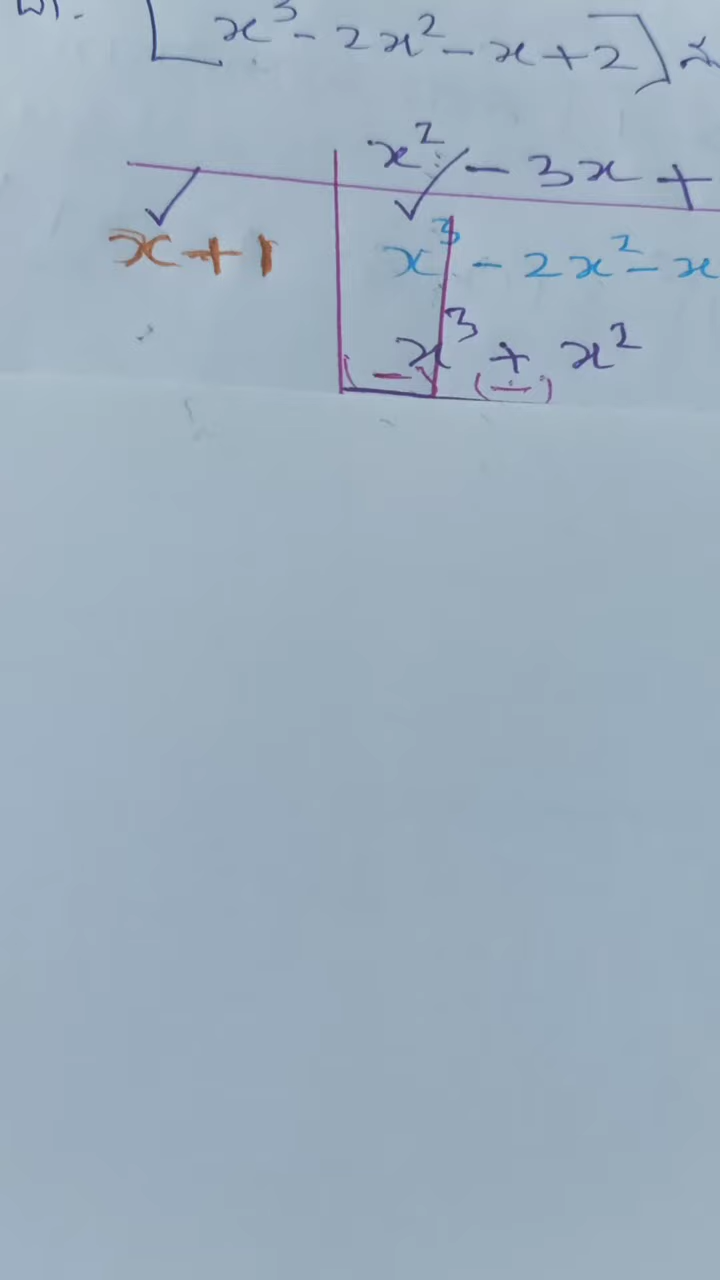 [x³ - 2x² - x + 2]
x² - 3x +
x + 1 x³ - 2x² - x
x³ + x²
(-) (-)